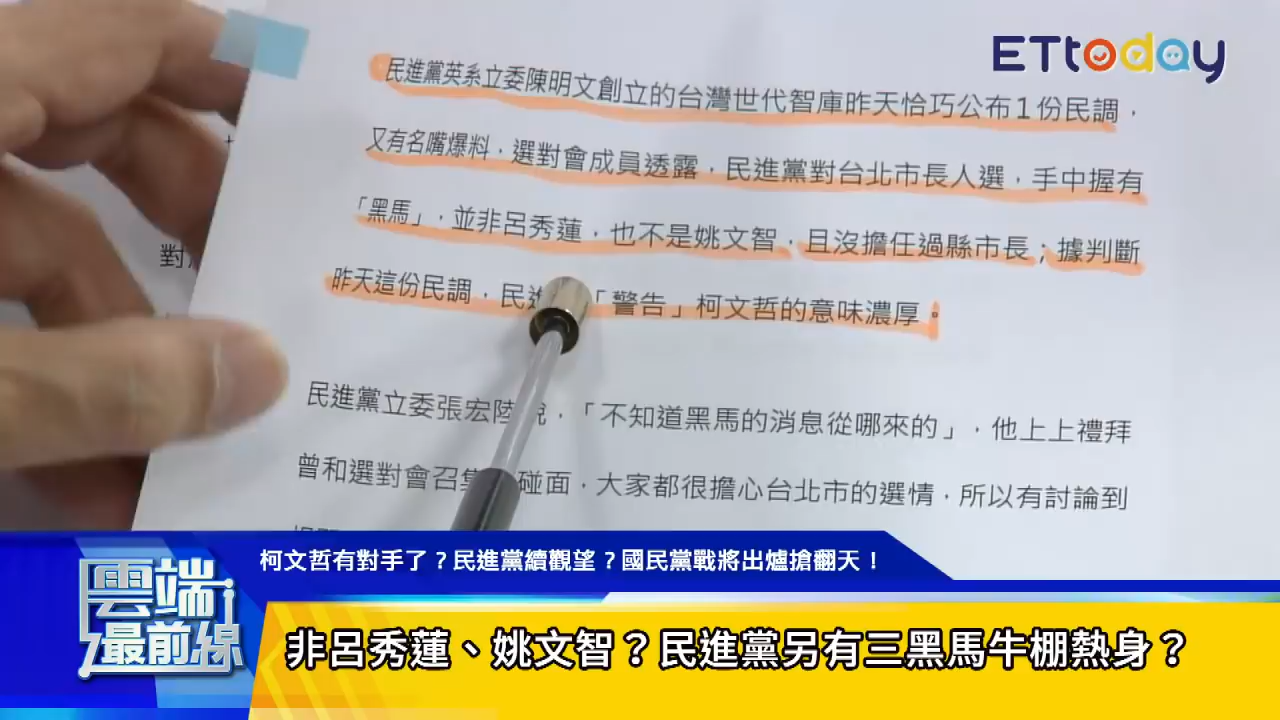 ETtoday
民進黨英系立委陳明文創立的台灣世代智庫昨天恰巧公布1份民調，
又有名嘴爆料，選對會成員透露，民進黨對台北市長人選，手中握有
「黑馬」，並非呂秀蓮，也不是姚文智，且沒擔任過縣市長；據判斷
昨天這份民調，民進「警告」柯文哲的意味濃厚。
民進黨立委張宏陸說，「不知道黑馬的消息從哪來的」，他上上禮拜
曾和選對會召集 碰面，大家都很擔心台北市的選情，所以有討論到
對
柯文哲有對手了？民進黨續觀望？國民黨戰將出爐搶翻天！
雲端最前線
非呂秀蓮、姚文智？民進黨另有三黑馬牛棚熱身？